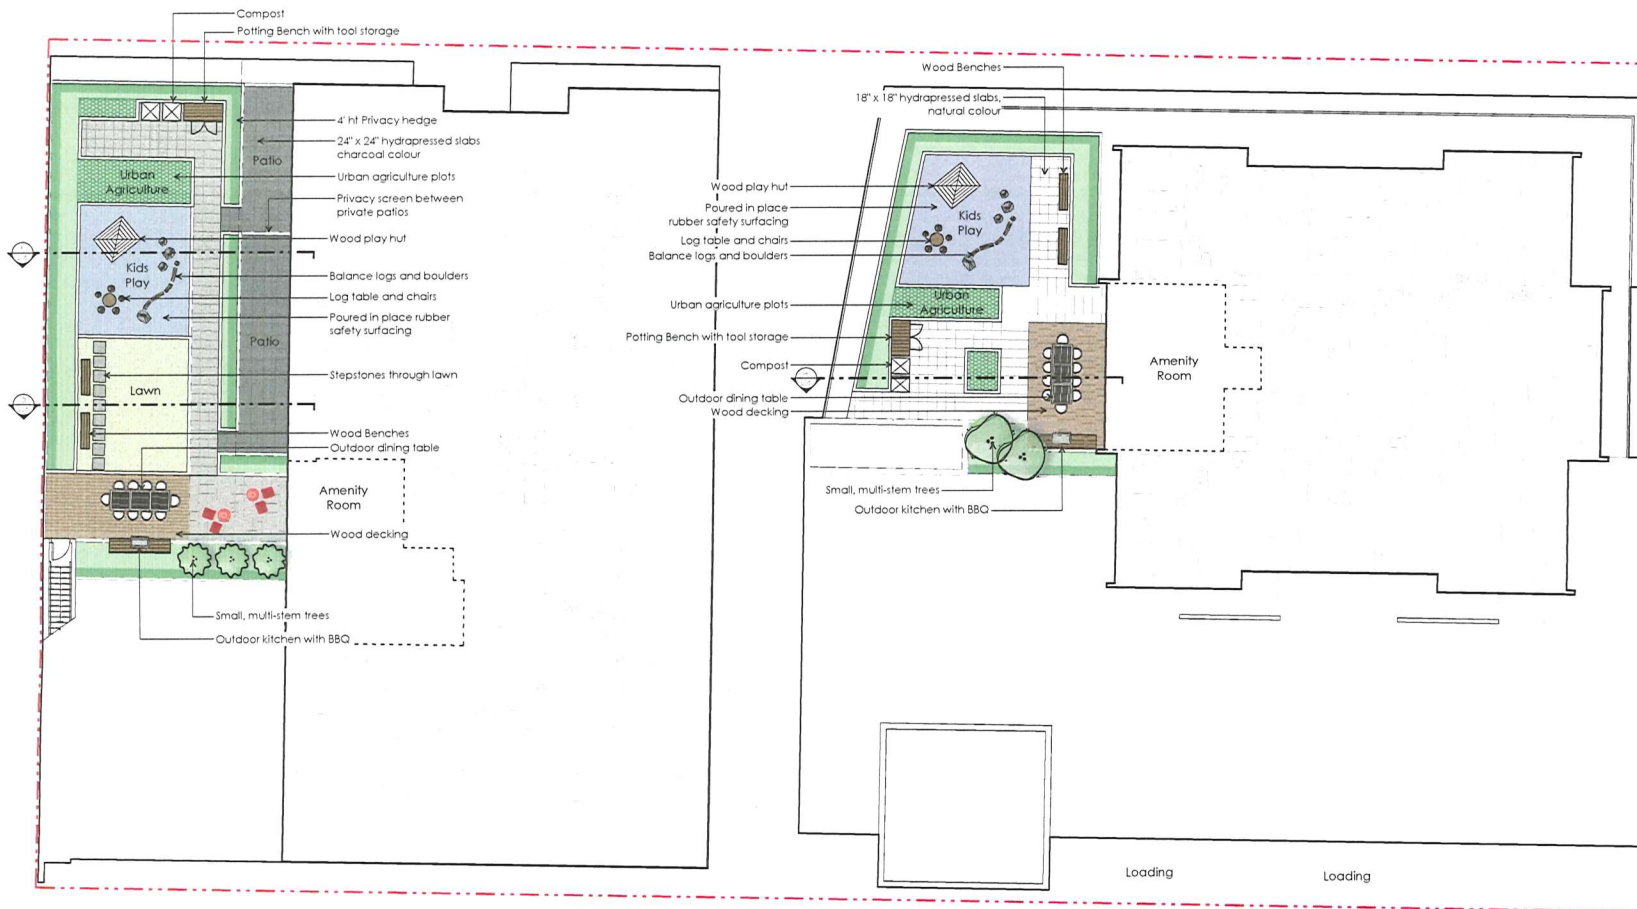 Compost
Potting Bench with tool storage
4' ht Privacy hedge
24" x 24" hydrapressed slabs
charcoal colour
Urban agriculture plots
Privacy screen between
private patios
Wood play hut
Balance logs and boulders
Log table and chairs
Poured in place rubber
safety surfacing
Stepstones through lawn
Wood Benches
Outdoor dining table
Wood decking
Small, multi-stem trees
Outdoor kitchen with BBQ
Patio
Urban
Agriculture
Kids
Play
Patio
Lawn
Amenity
Room
Wood Benches
18" x 18" hydrapressed slabs,
natural colour
Wood play hut
Poured in place
rubber safety surfacing
Log table and chairs
Balance logs and boulders
Urban agriculture plots
Potting Bench with tool storage
Compost
Outdoor dining table
Wood decking
Small, multi-stem trees
Outdoor kitchen with BBQ
Kids
Play
Urban
Agriculture
Amenity
Room
Loading
Loading